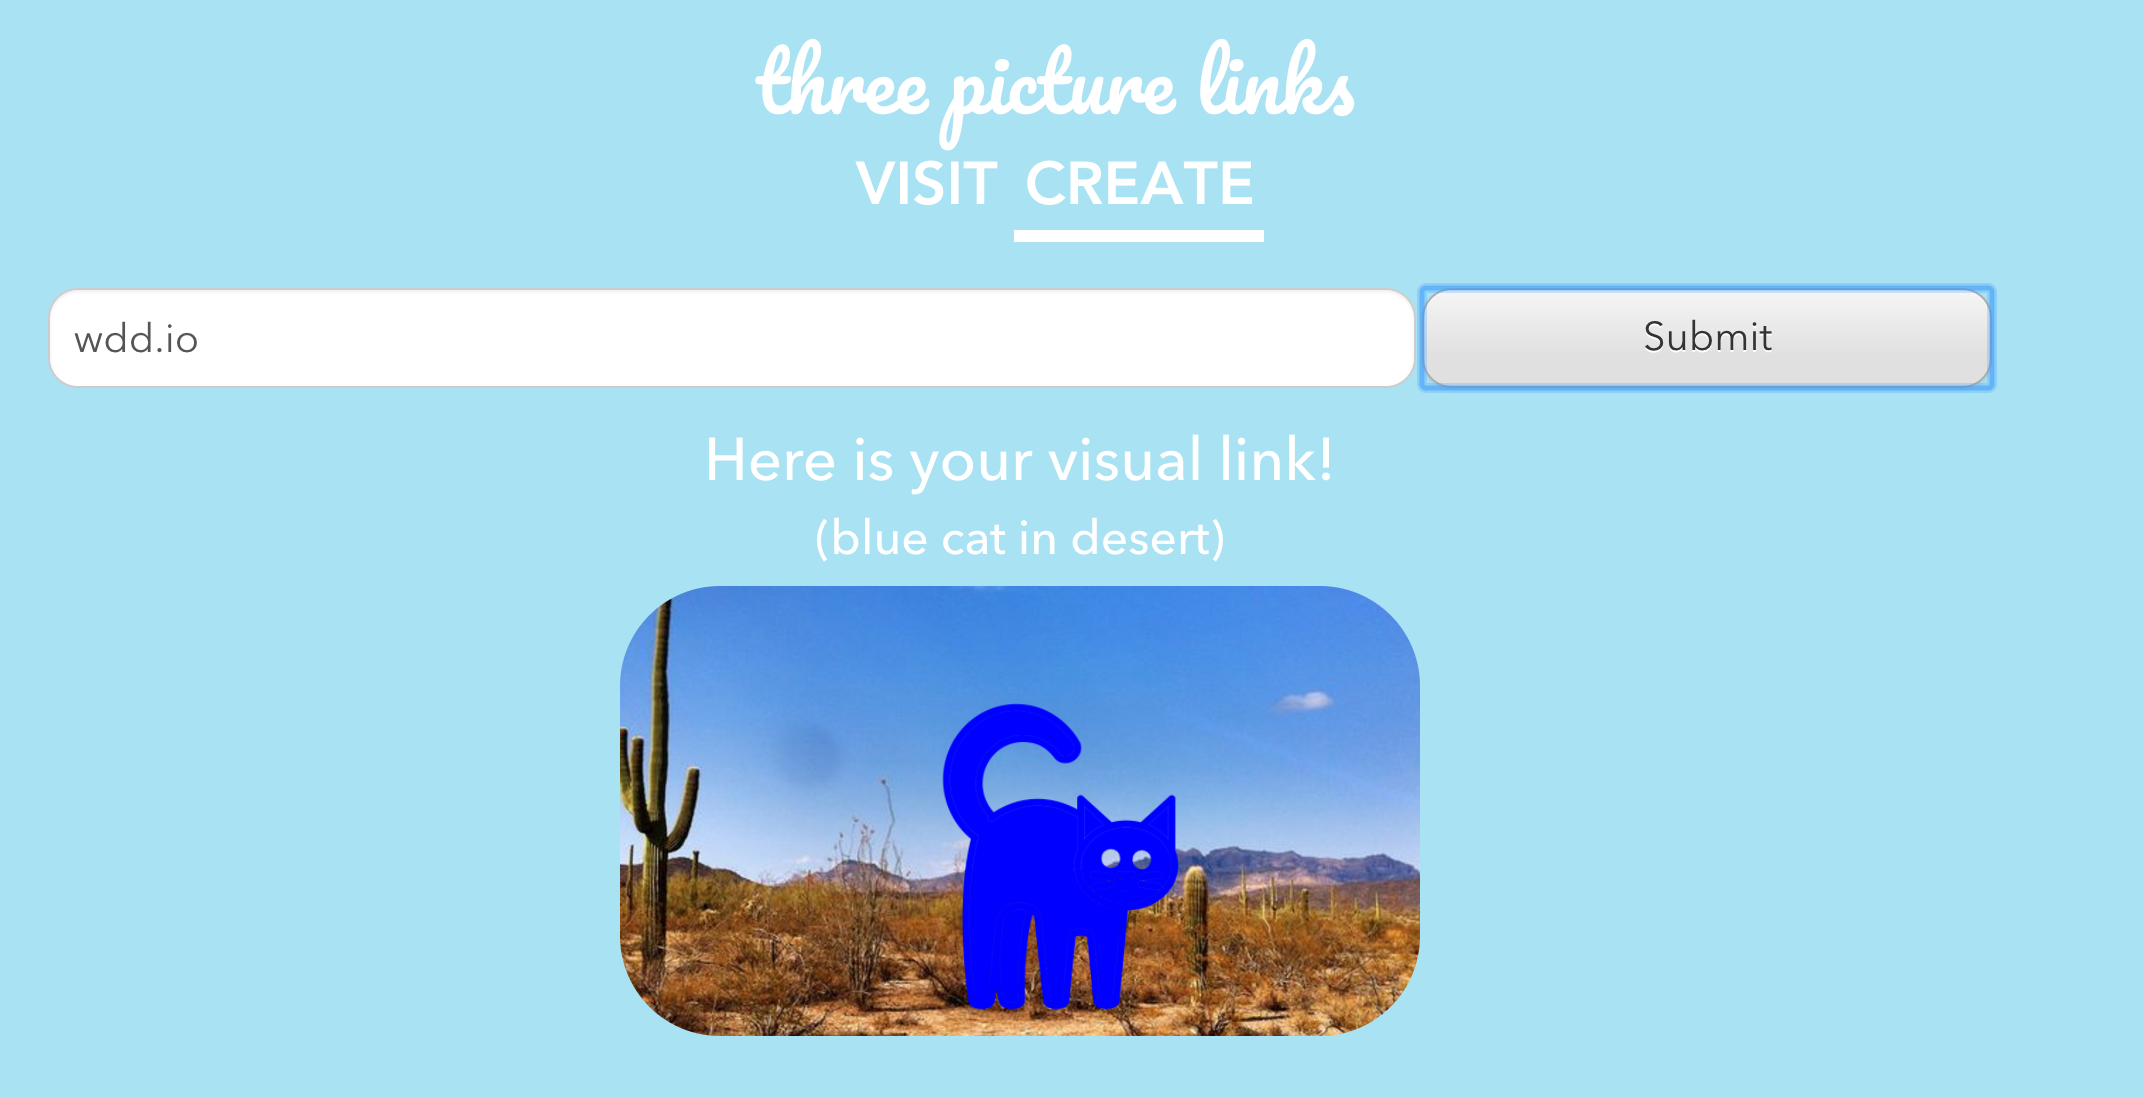 three picture links
VISIT CREATE
wdd.io
Submit
Here is your visual link!
(blue cat in desert)